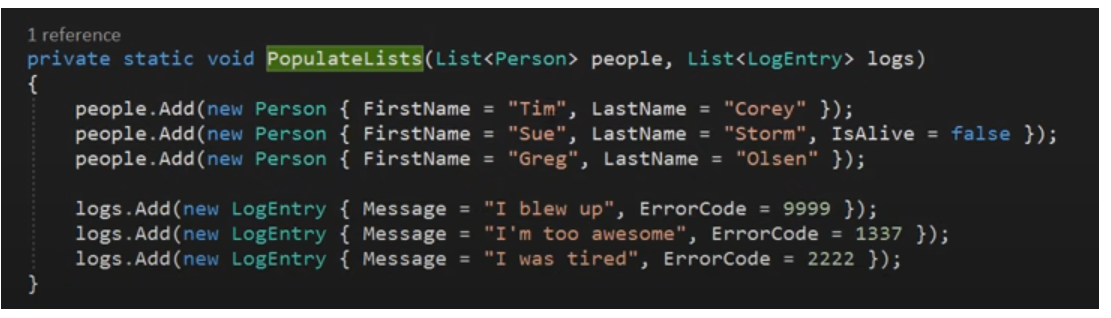 1 reference
private static void PopulateLists(List<Person> people, List<LogEntry> logs)
{
people.Add(new Person { FirstName = "Tim", LastName = "Corey" });
people.Add(new Person { FirstName = "Sue", LastName = "Storm", IsAlive = false });
people.Add(new Person { FirstName = "Greg", LastName = "Olsen" });
logs.Add(new LogEntry { Message = "I blew up", ErrorCode = 9999 });
logs.Add(new LogEntry { Message = "I'm too awesome", ErrorCode = 1337 });
logs.Add(new LogEntry { Message = "I was tired", ErrorCode = 2222 });
}